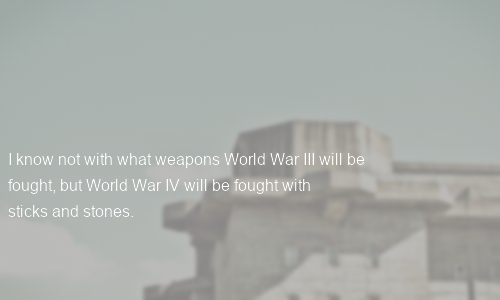 I know not with what weapons World War III will be
fought, but World War IV will be fought with
sticks and stones.